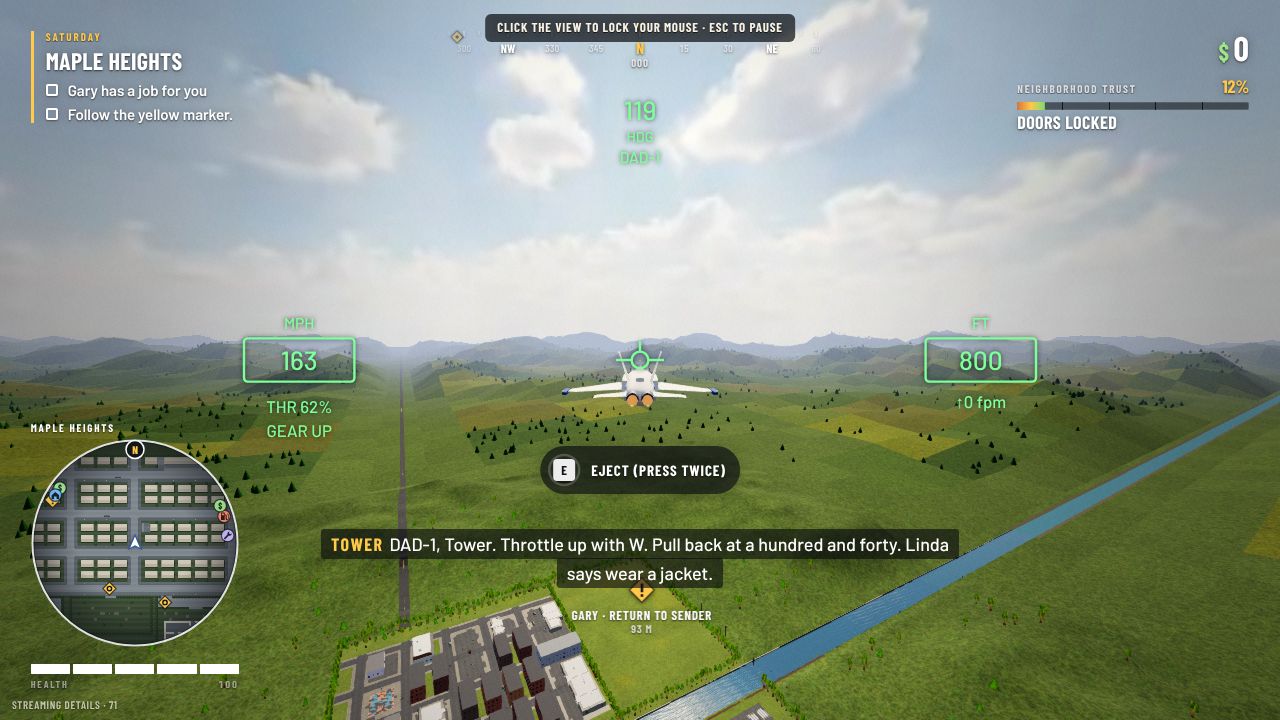 CLICK THE VIEW TO LOCK YOUR MOUSE · ESC TO PAUSE
SATURDAY
MAPLE HEIGHTS
Gary has a job for you
Follow the yellow marker.
300 NW 330 345 N 15 30 NE 60
000
$0
NEIGHBORHOOD TRUST 12%
DOORS LOCKED
119
HDG
DAD-1
MPH
163
THR 62%
GEAR UP
FT
800
↑0 fpm
E EJECT (PRESS TWICE)
TOWER DAD-1, Tower. Throttle up with W. Pull back at a hundred and forty. Linda
says wear a jacket.
GARY · RETURN TO SENDER
93 M
MAPLE HEIGHTS
N
HEALTH 100
STREAMING DETAILS · 71